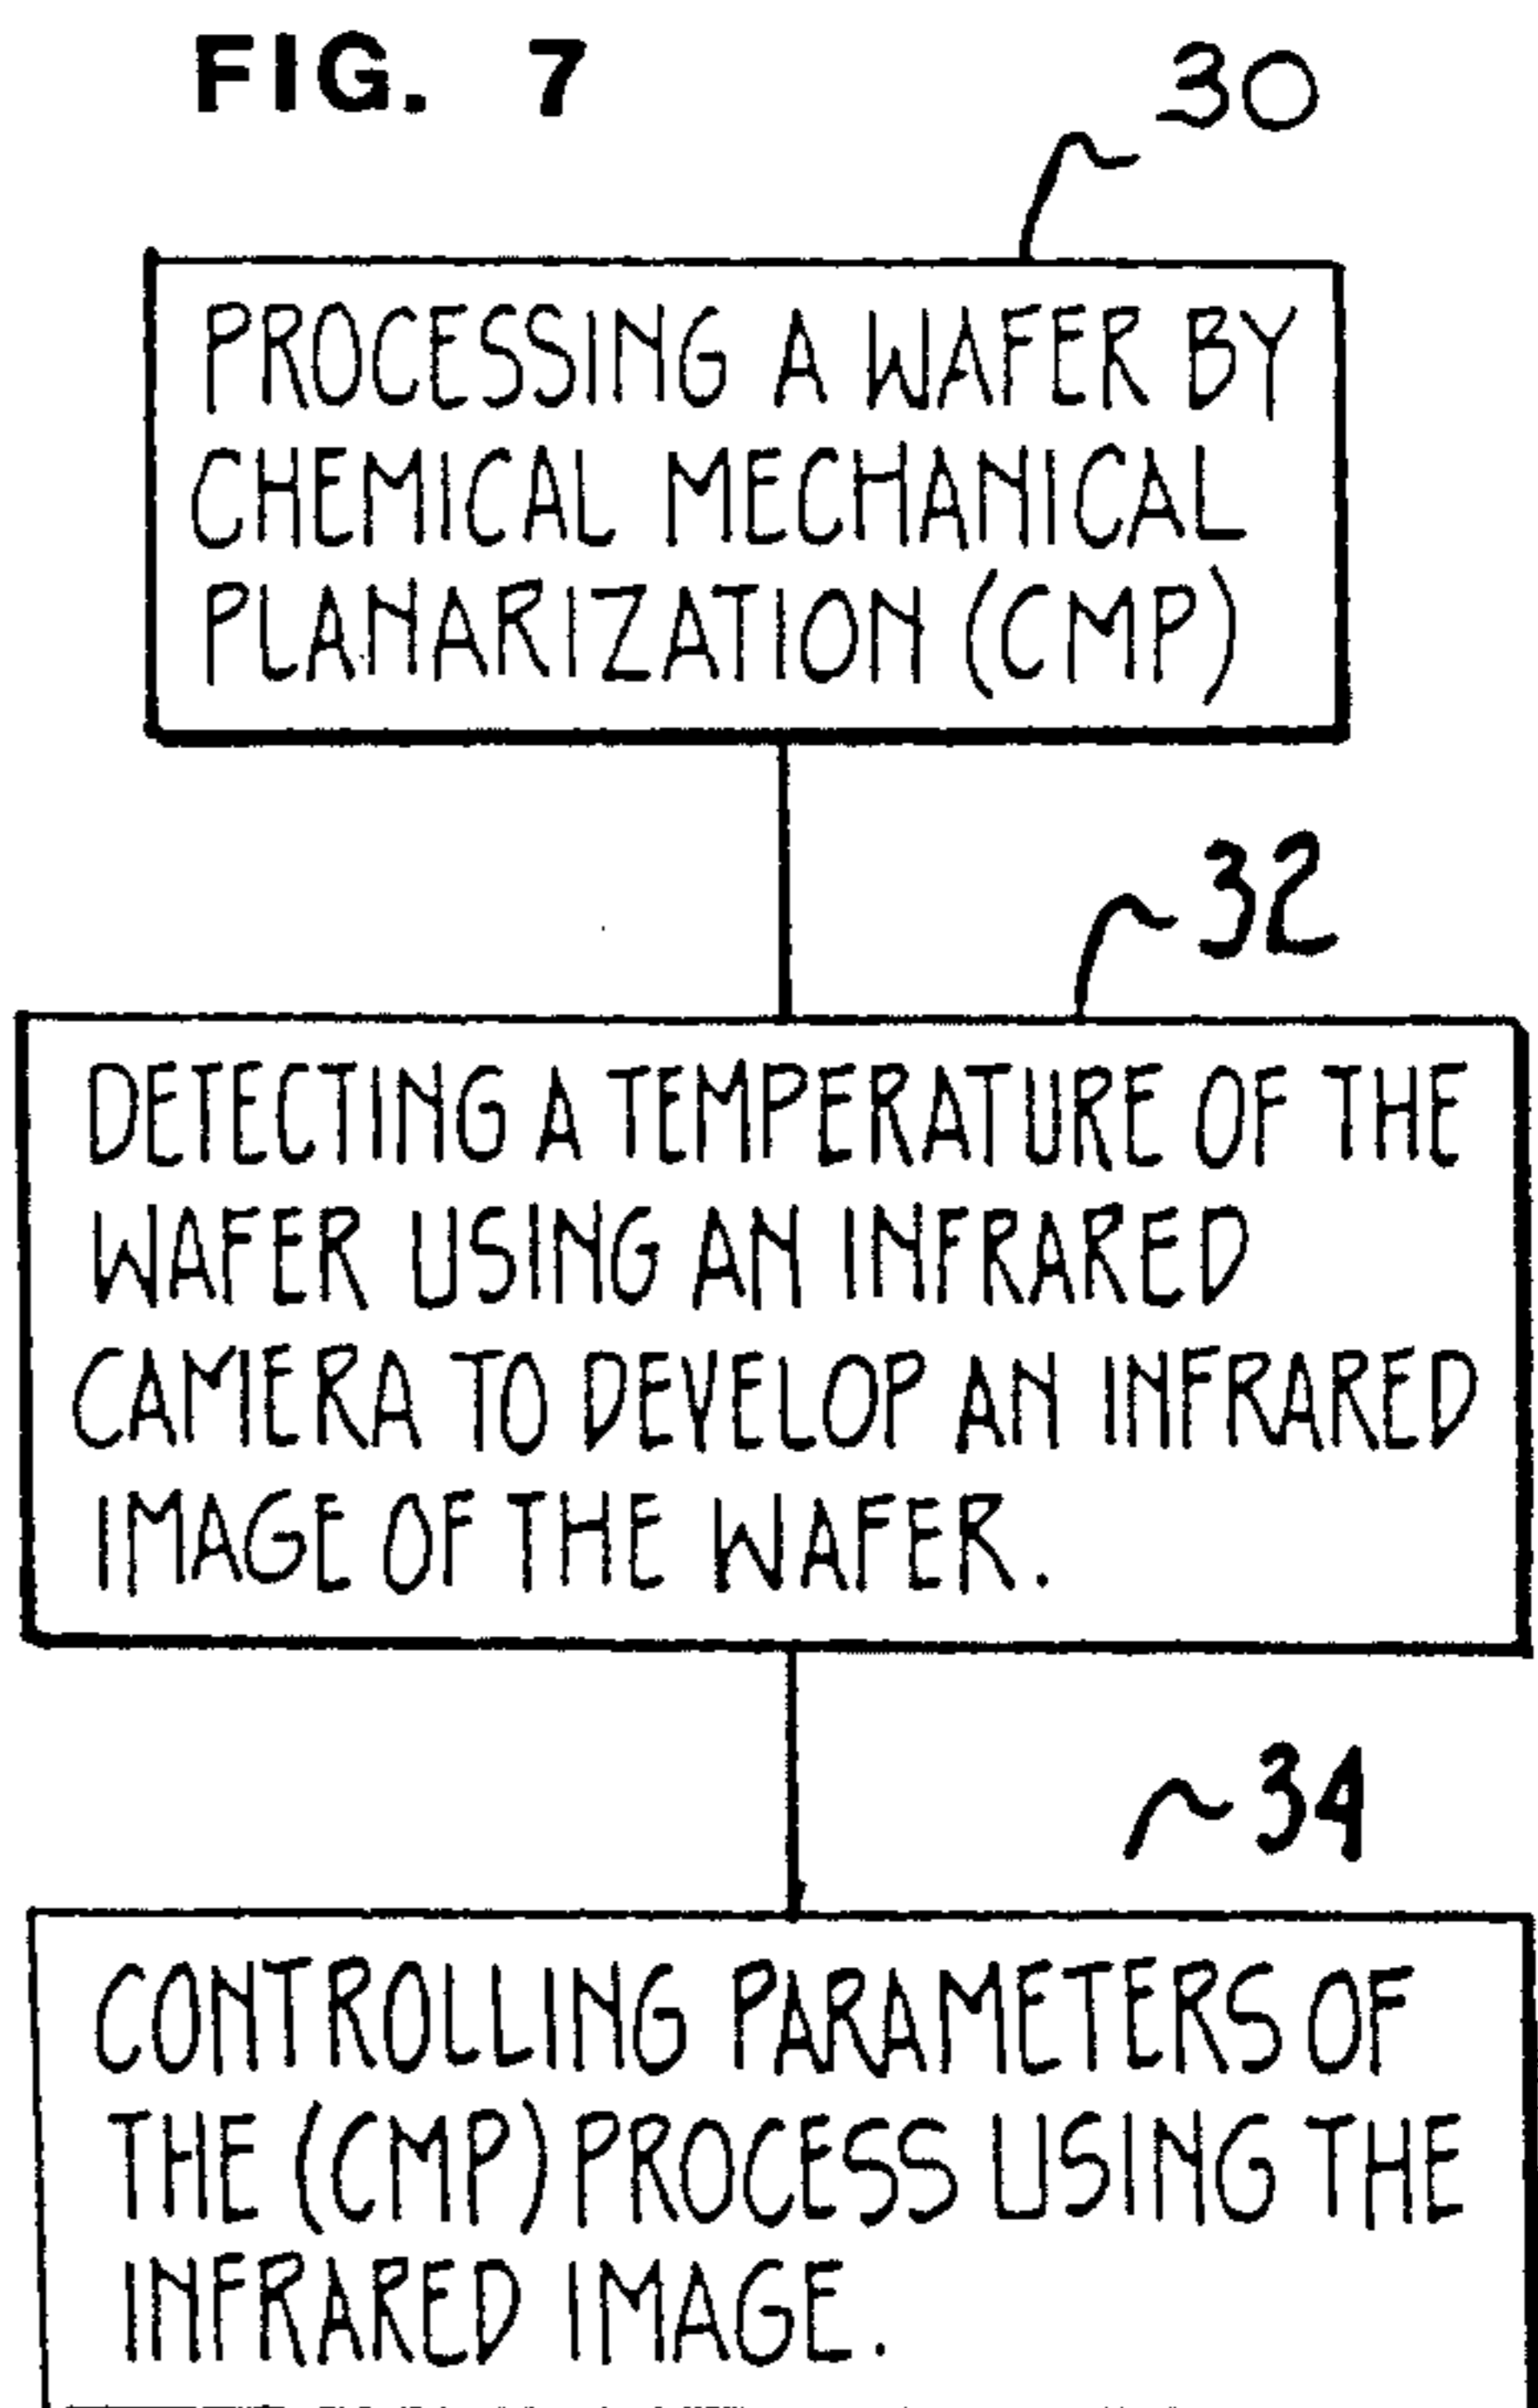 FIG. 7
30
PROCESSING A WAFER BY
CHEMICAL MECHANICAL
PLANARIZATION (CMP)
32
DETECTING A TEMPERATURE OF THE
WAFER USING AN INFRARED
CAMERA TO DEVELOP AN INFRARED
IMAGE OF THE WAFER.
34
CONTROLLING PARAMETERS OF
THE (CMP) PROCESS USING THE
INFRARED IMAGE.